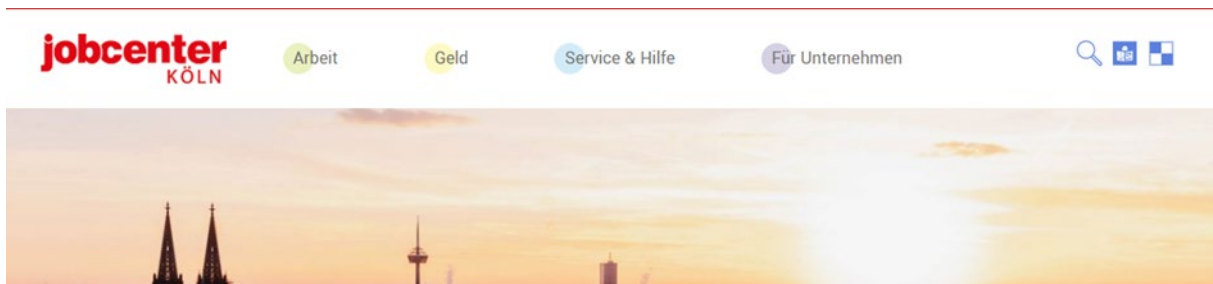 jobcenter
KÖLN
Arbeit
Geld
Service & Hilfe
Für Unternehmen